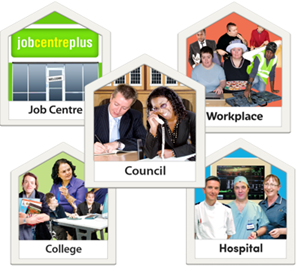 jobcentreplus
Job Centre
Workplace
Council
College
Hospital